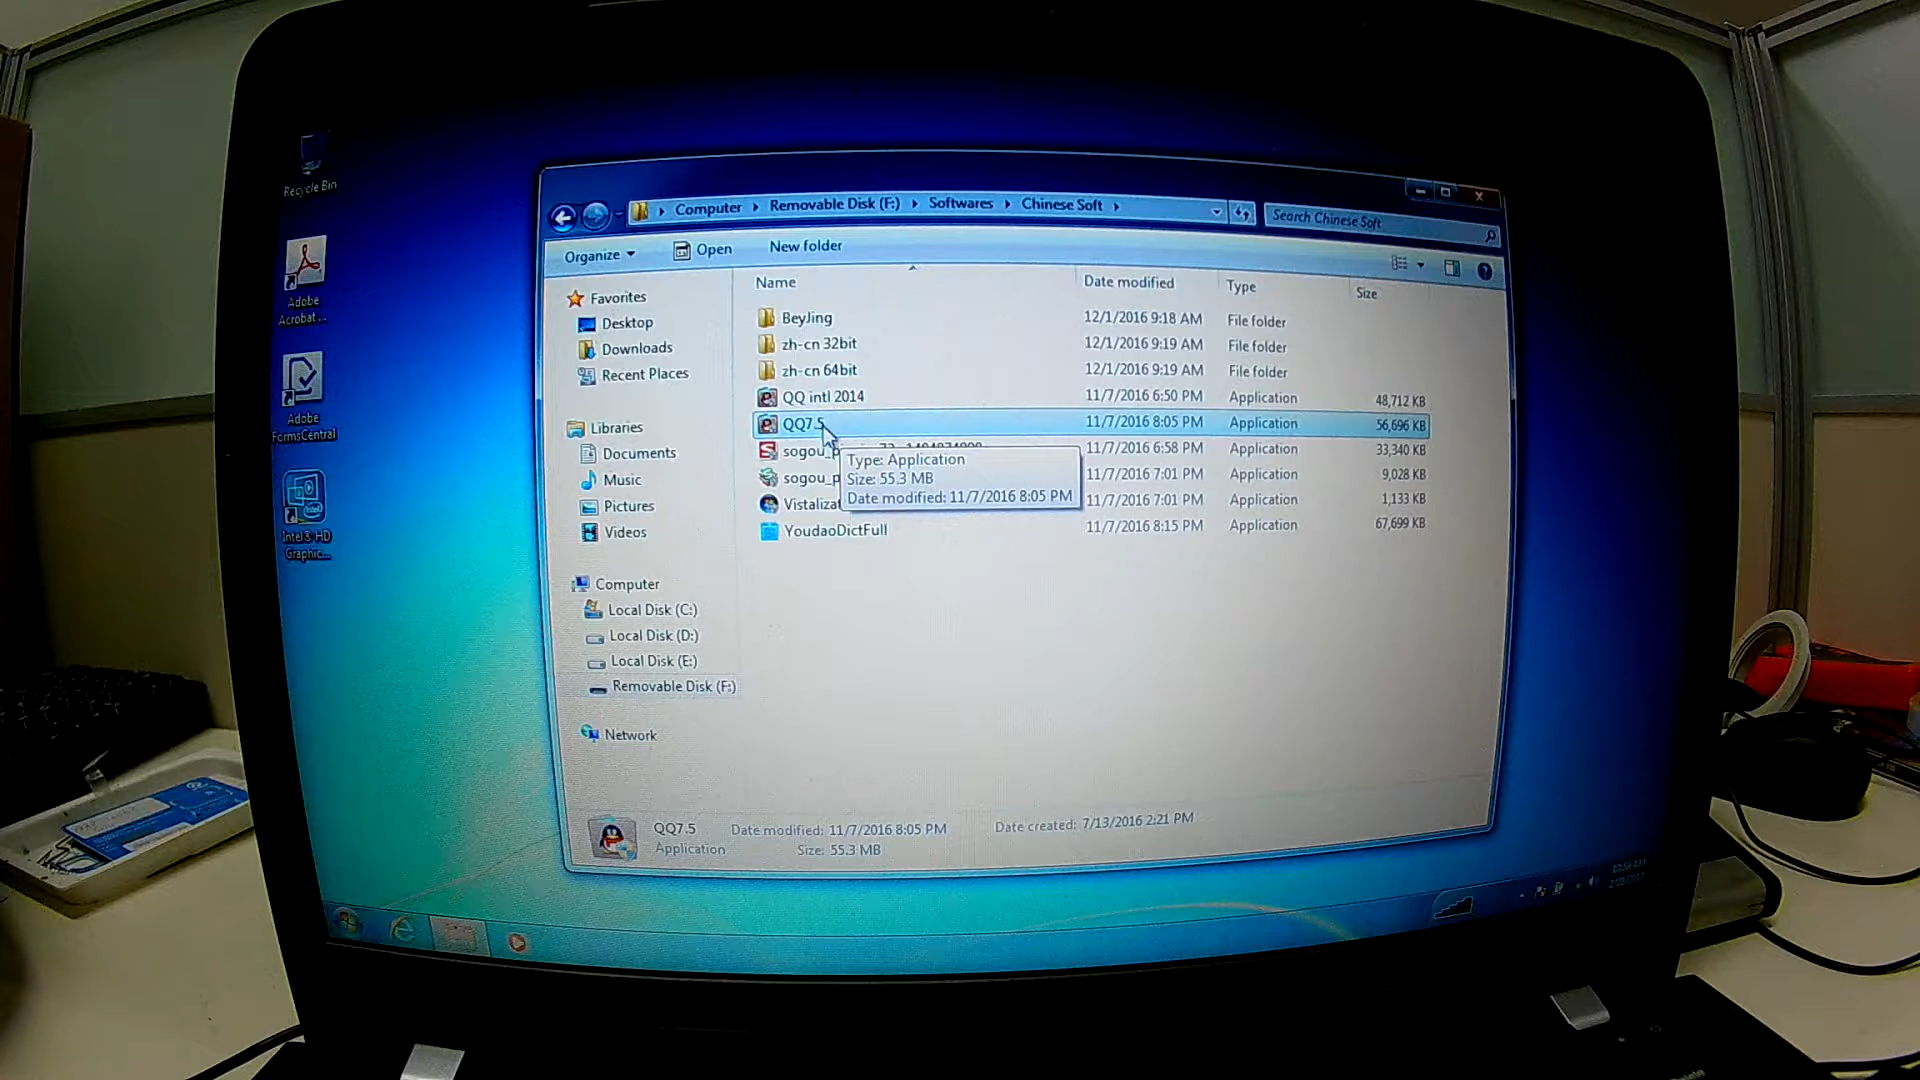 Recycle Bin
Adobe
Acrobat ...
Adobe
FormsCentral
Intel® HD
Graphic...
Computer
Removable Disk (F:)
Softwares
Chinese Soft
Search Chinese Soft
Organize
Open
New folder
Name Date modified Type Size
Favorites
Desktop
Downloads
Recent Places
Libraries
Documents
Music
Pictures
Videos
Computer
Local Disk (C:)
Local Disk (D:)
Local Disk (E:)
Removable Disk (F:)
Network
BeyJing 12/1/2016 9:18 AM File folder
zh-cn 32bit 12/1/2016 9:19 AM File folder
zh-cn 64bit 12/1/2016 9:19 AM File folder
QQ intl 2014 11/7/2016 6:50 PM Application 48,712 KB
QQ7.5 11/7/2016 8:05 PM Application 56,696 KB
sogou_p 11/7/2016 6:58 PM Application 33,340 KB
sogou_p 11/7/2016 7:01 PM Application 9,028 KB
Vistalizat 11/7/2016 7:01 PM Application 1,133 KB
YoudaoDictFull 11/7/2016 8:15 PM Application 67,699 KB
Type: Application
Size: 55.3 MB
Date modified: 11/7/2016 8:05 PM
QQ7.5 Date modified: 11/7/2016 8:05 PM Date created: 7/13/2016 2:21 PM
Application Size: 55.3 MB